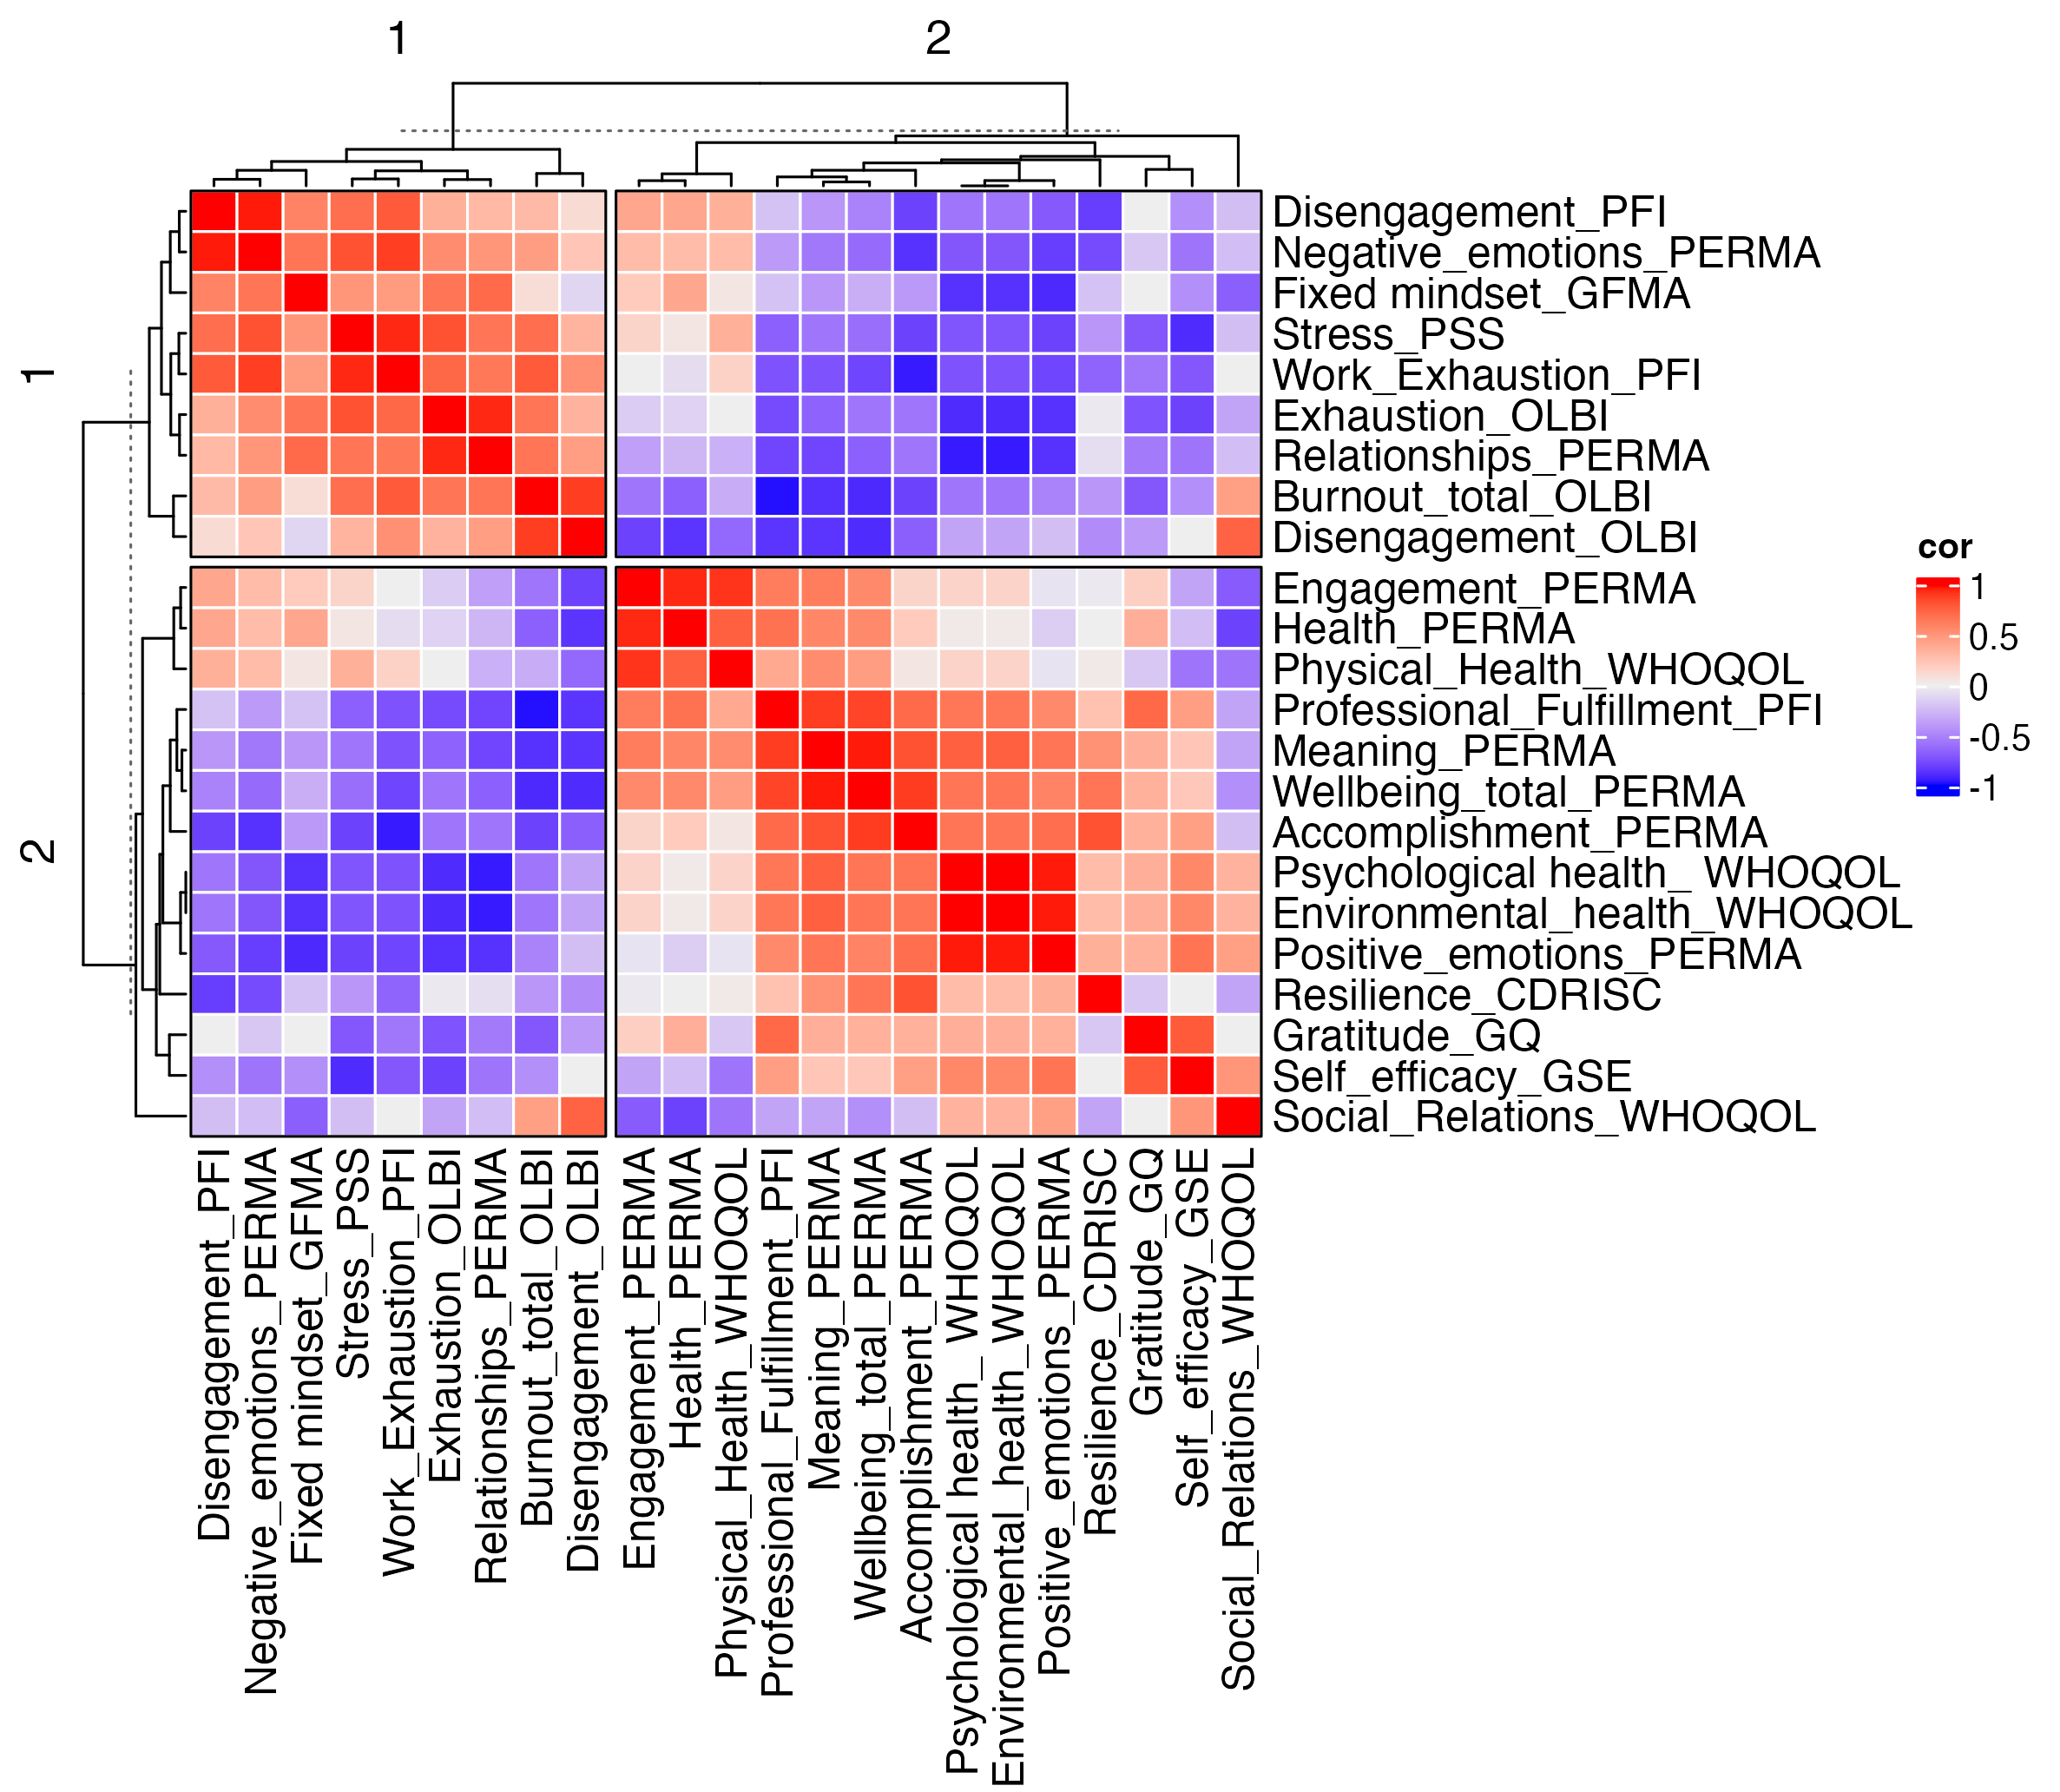 1
2
1
2
Disengagement_PFI
Negative_emotions_PERMA
Fixed mindset_GFMA
Stress_PSS
Work_Exhaustion_PFI
Exhaustion_OLBI
Relationships_PERMA
Burnout_total_OLBI
Disengagement_OLBI
Engagement_PERMA
Health_PERMA
Physical_Health_WHOQOL
Professional_Fulfillment_PFI
Meaning_PERMA
Wellbeing_total_PERMA
Accomplishment_PERMA
Psychological health_ WHOQOL
Environmental_health_WHOQOL
Positive_emotions_PERMA
Resilience_CDRISC
Gratitude_GQ
Self_efficacy_GSE
Social_Relations_WHOQOL
cor
1
0.5
0
-0.5
-1
Disengagement_PFI
Negative_emotions_PERMA
Fixed mindset_GFMA
Stress_PSS
Work_Exhaustion_PFI
Exhaustion_OLBI
Relationships_PERMA
Burnout_total_OLBI
Disengagement_OLBI
Engagement_PERMA
Health_PERMA
Physical_Health_WHOQOL
Professional_Fulfillment_PFI
Meaning_PERMA
Wellbeing_total_PERMA
Accomplishment_PERMA
Psychological health_ WHOQOL
Environmental_health_WHOQOL
Positive_emotions_PERMA
Resilience_CDRISC
Gratitude_GQ
Self_efficacy_GSE
Social_Relations_WHOQOL